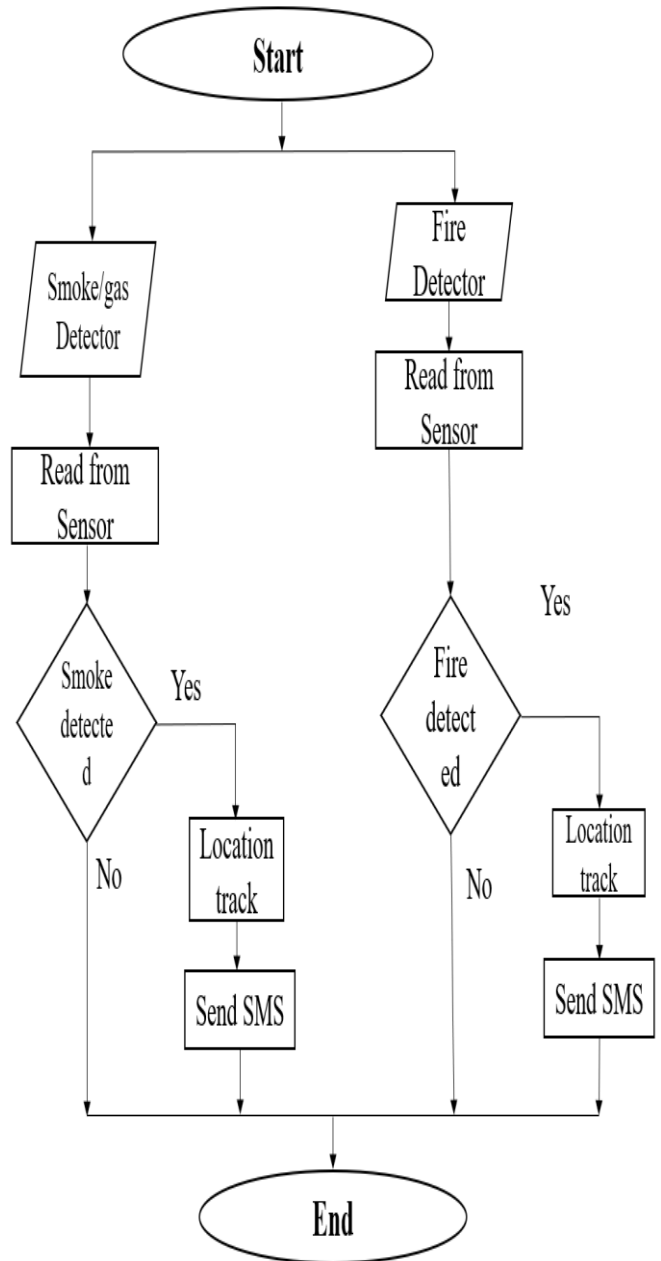 Start
Smoke/gas
Detector
Read from
Sensor
Smoke
detecte
d
Yes
No
Location
track
Send SMS
Fire
Detector
Read from
Sensor
Fire
detect
ed
Yes
No
Location
track
Send SMS
End